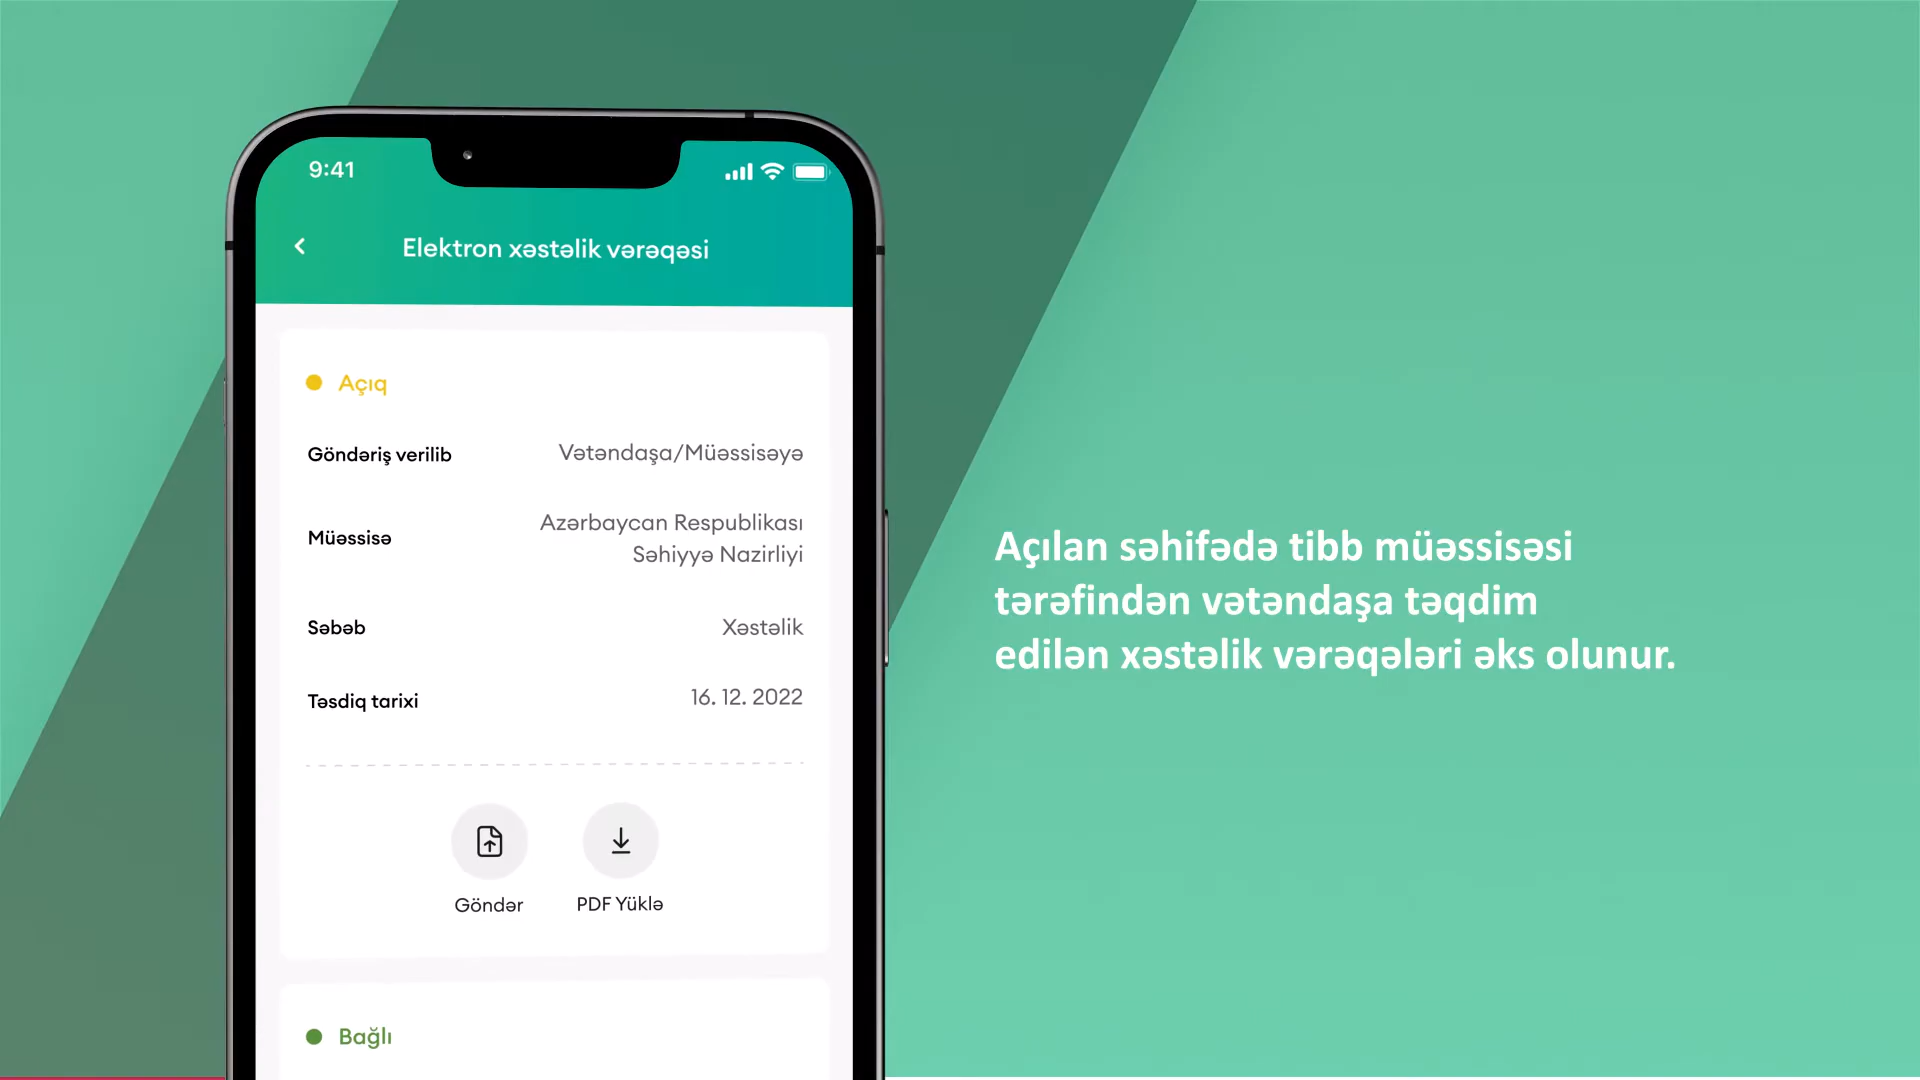 9:41
Elektron xəstəlik vərəqəsi
Açıq
Göndəriş verilib
Vətəndaşa/Müəssisəyə
Müəssisə
Azərbaycan Respublikası
Səhiyyə Nazirliyi
Səbəb
Xəstəlik
Təsdiq tarixi
16. 12. 2022
Göndər
PDF Yüklə
Bağlı
Açılan səhifədə tibb müəssisəsi
tərəfindən vətəndaşa təqdim
edilən xəstəlik vərəqələri əks olunur.